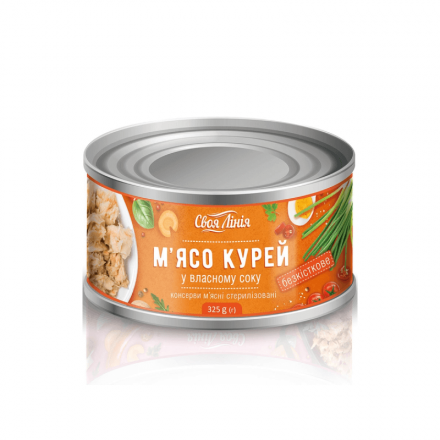 Своя Лінія
М'ЯСО КУРЕЙ
у власному соку
безкісткове
консерви м'ясні стерилізовані
325 g (г)